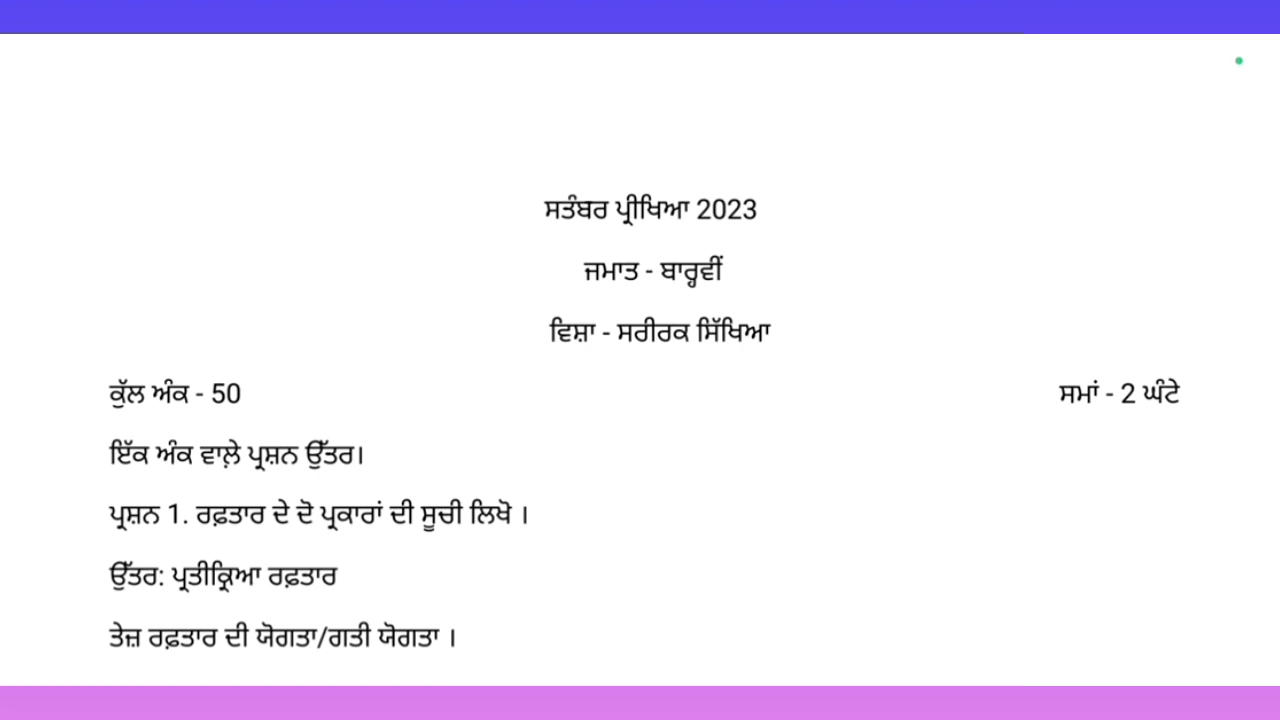 ਸਤੰਬਰ ਪ੍ਰੀਖਿਆ 2023
ਜਮਾਤ - ਬਾਰ੍ਹਵੀਂ
ਵਿਸ਼ਾ - ਸਰੀਰਕ ਸਿੱਖਿਆ
ਕੁੱਲ ਅੰਕ - 50 ਸਮਾਂ - 2 ਘੰਟੇ
ਇੱਕ ਅੰਕ ਵਾਲ਼ੇ ਪ੍ਰਸ਼ਨ ਉੱਤਰ।
ਪ੍ਰਸ਼ਨ 1. ਰਫ਼ਤਾਰ ਦੇ ਦੋ ਪ੍ਰਕਾਰਾਂ ਦੀ ਸੂਚੀ ਲਿਖੋ ।
ਉੱਤਰ: ਪ੍ਰਤੀਕ੍ਰਿਆ ਰਫ਼ਤਾਰ
ਤੇਜ਼ ਰਫ਼ਤਾਰ ਦੀ ਯੋਗਤਾ/ਗਤੀ ਯੋਗਤਾ ।